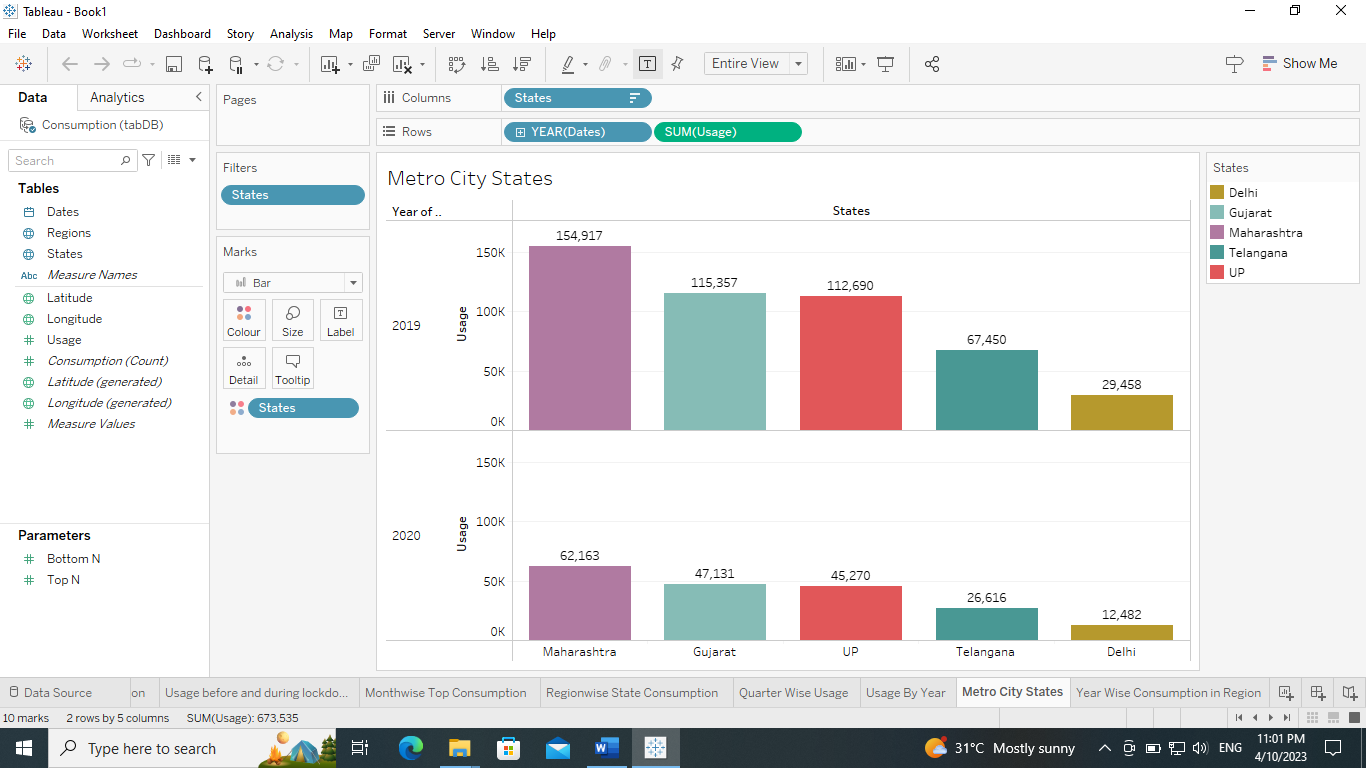 Tableau - Book1
File Data Worksheet Dashboard Story Analysis Map Format Server Window Help
Entire View
Show Me
Data Analytics
Consumption (tabDB)
Search
Tables
Dates
Regions
States
Abc Measure Names
Latitude
Longitude
Usage
Consumption (Count)
Latitude (generated)
Longitude (generated)
Measure Values
Parameters
Bottom N
Top N
Pages
Filters
States
Marks
Bar
Colour Size Label
Detail Tooltip
States
Columns States
Rows YEAR(Dates) SUM(Usage)
Metro City States
Year of ..
States
2019
Usage
150K
100K
50K
0K
154,917
115,357
112,690
67,450
29,458
2020
Usage
150K
100K
50K
0K
62,163
47,131
45,270
26,616
12,482
Maharashtra Gujarat UP Telangana Delhi
States
Delhi
Gujarat
Maharashtra
Telangana
UP
Data Source on Usage before and during lockdo... Monthwise Top Consumption Regionwise State Consumption Quarter Wise Usage Usage By Year Metro City States Year Wise Consumption in Region
10 marks 2 rows by 5 columns SUM(Usage): 673,535
Type here to search
31°C Mostly sunny
ENG
11:01 PM
4/10/2023